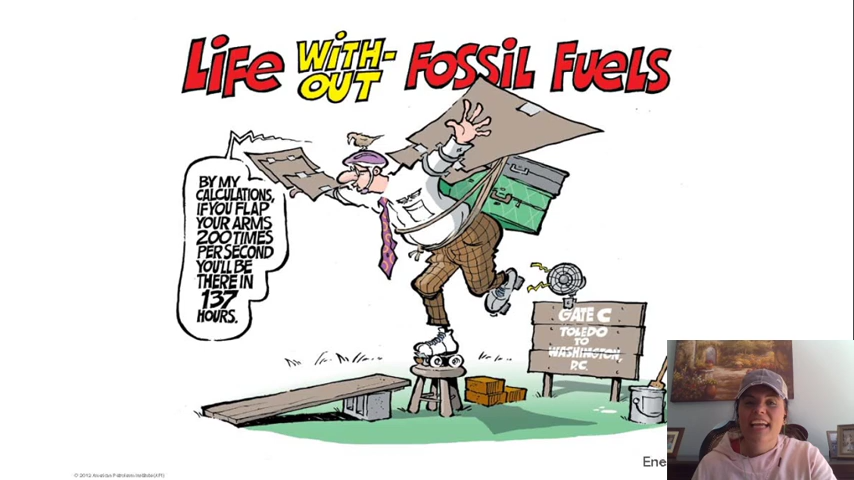 Life WITH-OUT Fossil Fuels
BY MY
CALCULATIONS,
IF YOU FLAP
YOUR ARMS
200 TIMES
PER SECOND
YOU'LL BE
THERE IN
137
HOURS.
GATE C
TOLEDO
TO
WASHINGTON,
D.C.
Ene